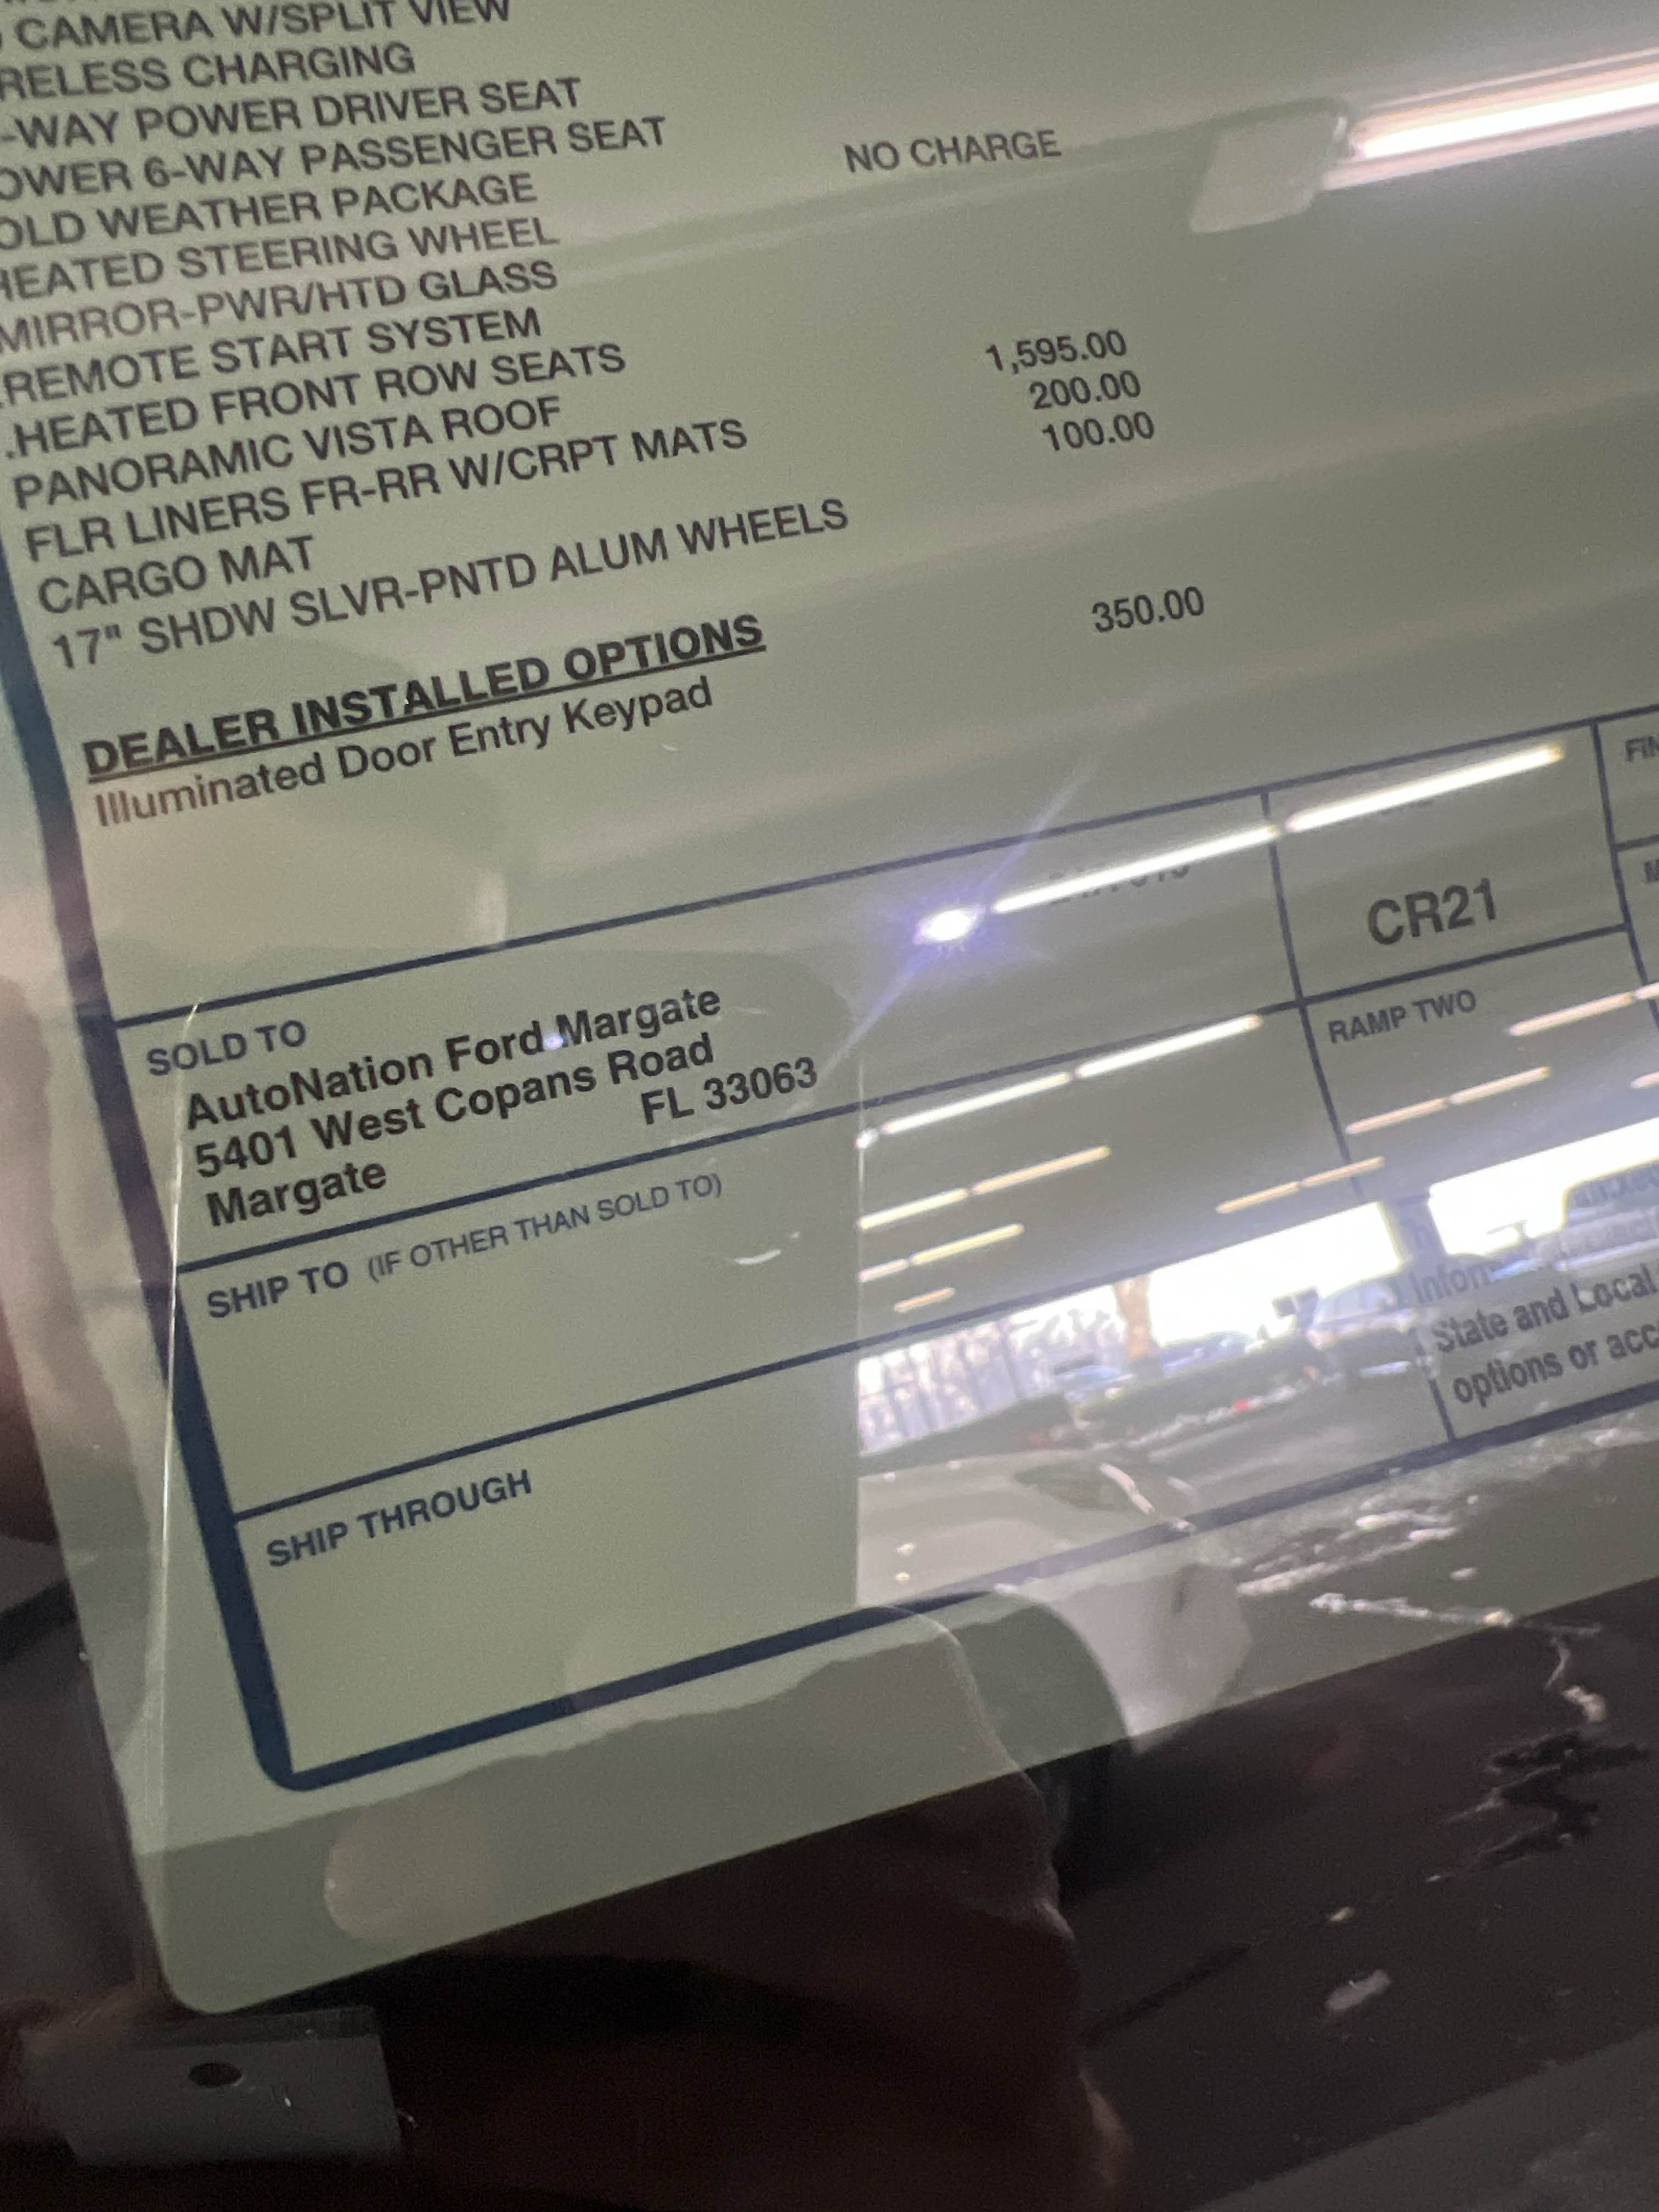 CAMERA W/SPLIT VIEW
RELESS CHARGING
-WAY POWER DRIVER SEAT
OWER 6-WAY PASSENGER SEAT
OLD WEATHER PACKAGE NO CHARGE
HEATED STEERING WHEEL
MIRROR-PWR/HTD GLASS
.REMOTE START SYSTEM
.HEATED FRONT ROW SEATS
PANORAMIC VISTA ROOF 1,595.00
FLR LINERS FR-RR W/CRPT MATS 200.00
CARGO MAT 100.00
17" SHDW SLVR-PNTD ALUM WHEELS
DEALER INSTALLED OPTIONS
Illuminated Door Entry Keypad 350.00
SOLD TO
AutoNation Ford Margate
5401 West Copans Road
Margate FL 33063
SHIP TO (IF OTHER THAN SOLD TO)
SHIP THROUGH
CR21
RAMP TWO
FIN
State and Local
options or acc